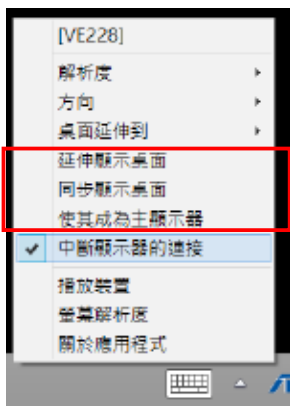 [VE228]
解析度
方向
桌面延伸到
延伸顯示桌面
同步顯示桌面
使其成為主顯示器
中斷顯示器的連接
播放裝置
螢幕解析度
關於應用程式